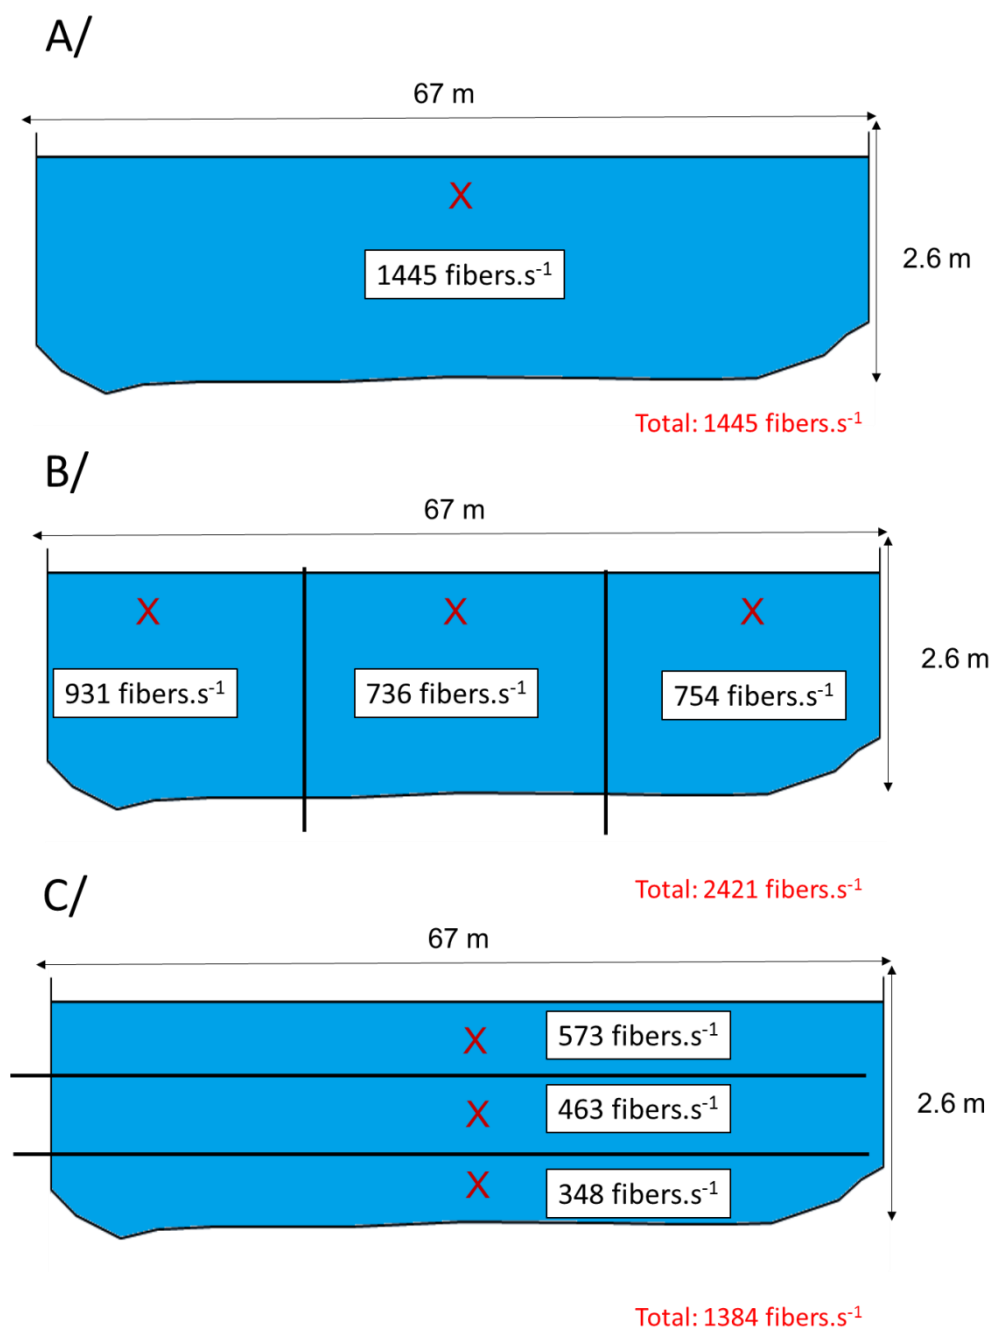 A/
67 m
X
1445 fibers.s⁻¹
2.6 m
Total: 1445 fibers.s⁻¹
B/
67 m
X X X
931 fibers.s⁻¹
736 fibers.s⁻¹
754 fibers.s⁻¹
2.6 m
Total: 2421 fibers.s⁻¹
C/
67 m
X
573 fibers.s⁻¹
X
463 fibers.s⁻¹
2.6 m
X
348 fibers.s⁻¹
Total: 1384 fibers.s⁻¹